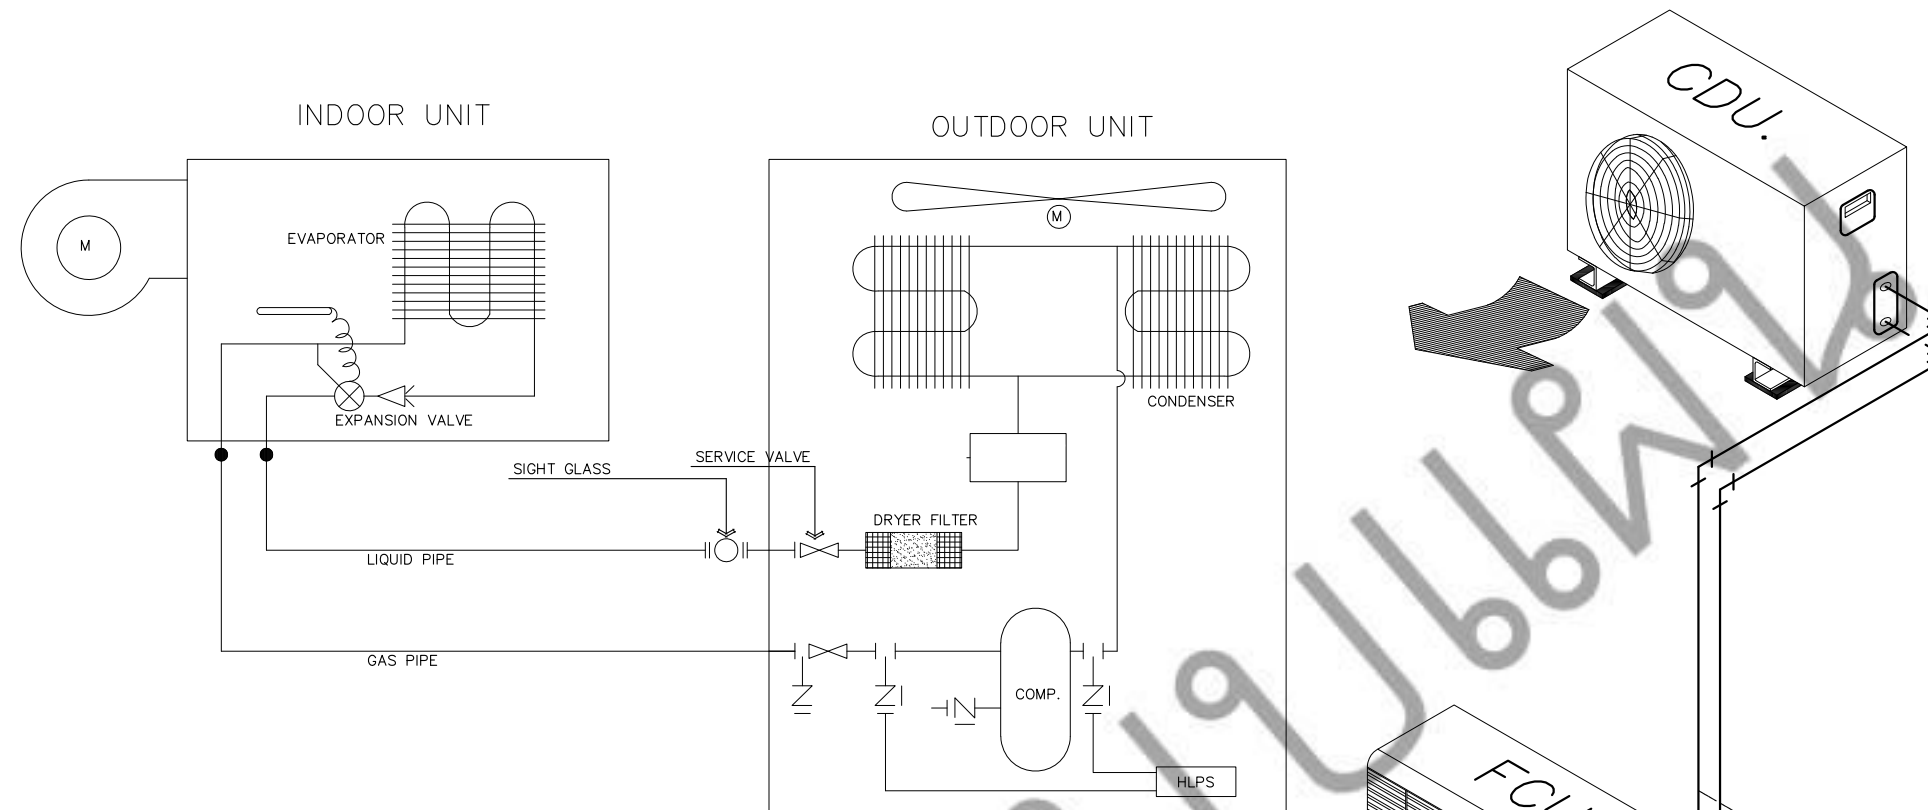 INDOOR UNIT
OUTDOOR UNIT
CDU.
M
EVAPORATOR
M
EXPANSION VALVE
CONDENSER
SIGHT GLASS
SERVICE VALVE
DRYER FILTER
LIQUID PIPE
GAS PIPE
COMP.
HLPS